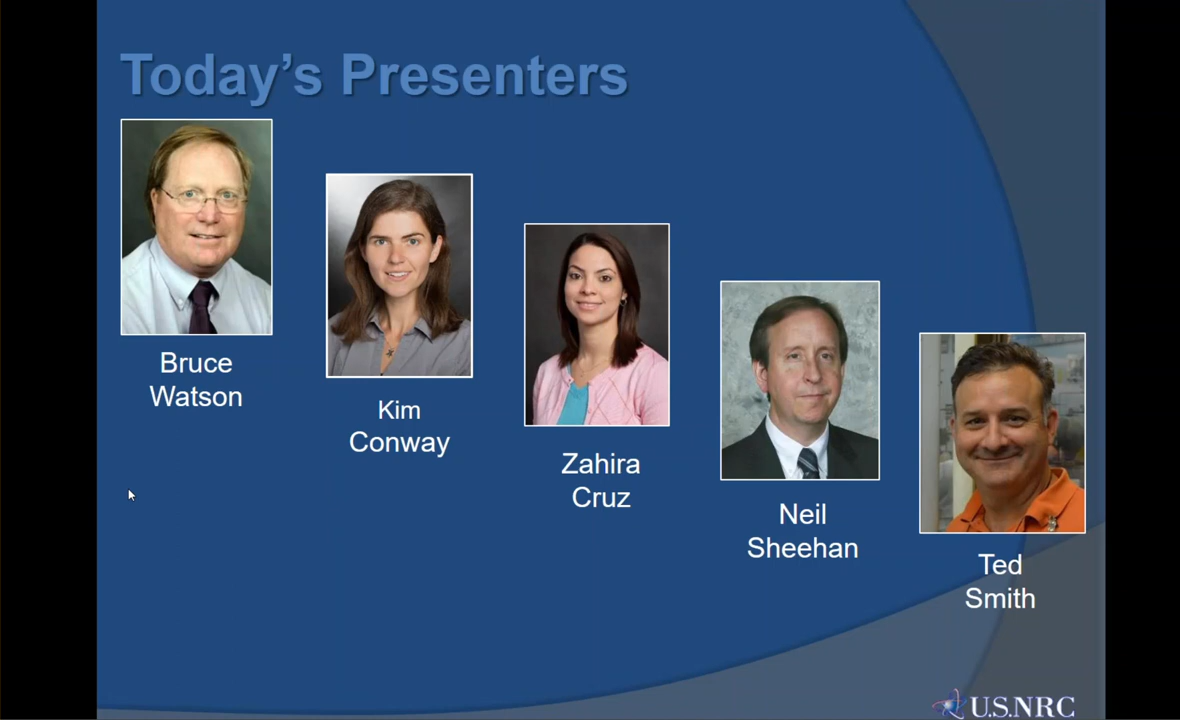 Today's Presenters
Bruce
Watson
Kim
Conway
Zahira
Cruz
Neil
Sheehan
Ted
Smith
U.S.NRC